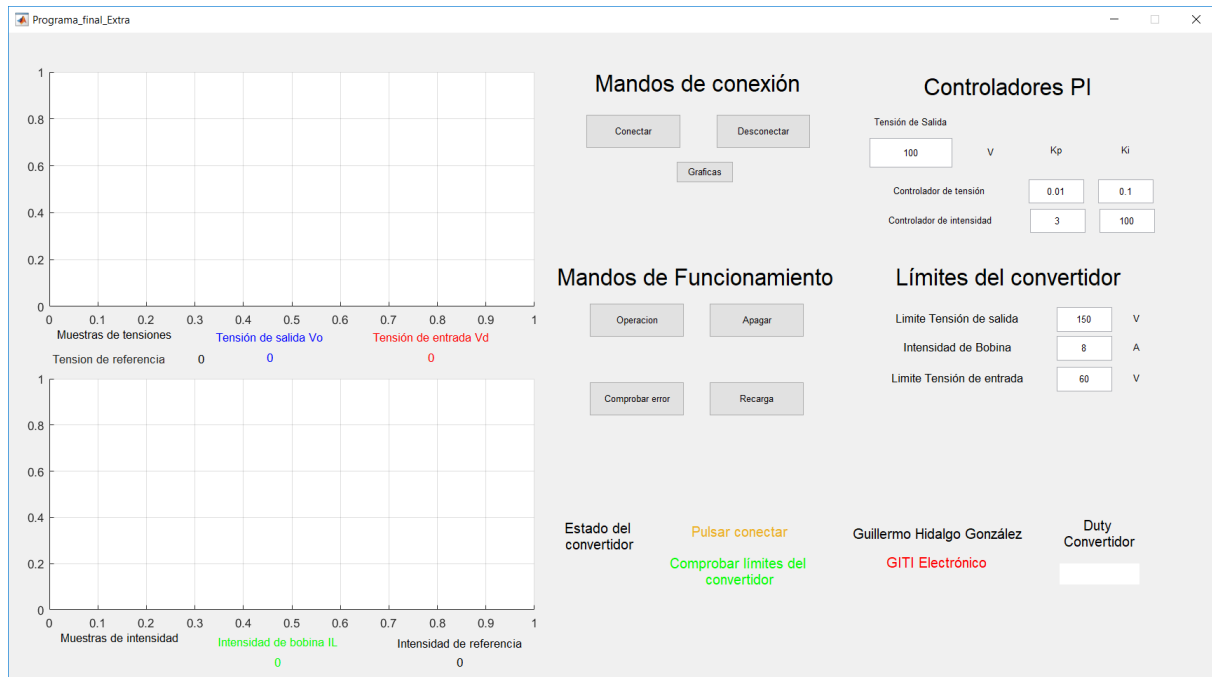 Programa_final_Extra
1
0.8
0.6
0.4
0.2
0
0 0.1 0.2 0.3 0.4 0.5 0.6 0.7 0.8 0.9 1
Muestras de tensiones
Tensión de salida Vo
Tensión de entrada Vd
Tension de referencia 0
0
0
1
0.8
0.6
0.4
0.2
0
0 0.1 0.2 0.3 0.4 0.5 0.6 0.7 0.8 0.9 1
Muestras de intensidad
Intensidad de bobina IL
Intensidad de referencia
0
0
Mandos de conexión
Conectar
Desconectar
Graficas
Controladores PI
Tensión de Salida
100 V Kp Ki
Controlador de tensión 0.01 0.1
Controlador de intensidad 3 100
Mandos de Funcionamiento
Operacion
Apagar
Comprobar error
Recarga
Límites del convertidor
Limite Tensión de salida 150 V
Intensidad de Bobina 8 A
Limite Tensión de entrada 60 V
Estado del
convertidor
Pulsar conectar
Comprobar límites del
convertidor
Guillermo Hidalgo González
GITI Electrónico
Duty
Convertidor